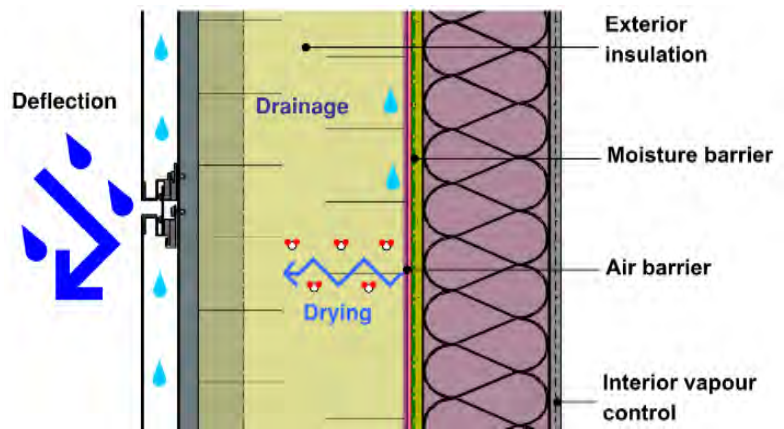 Exterior
insulation
Deflection
Drainage
Moisture barrier
Air barrier
Drying
Interior vapour
control